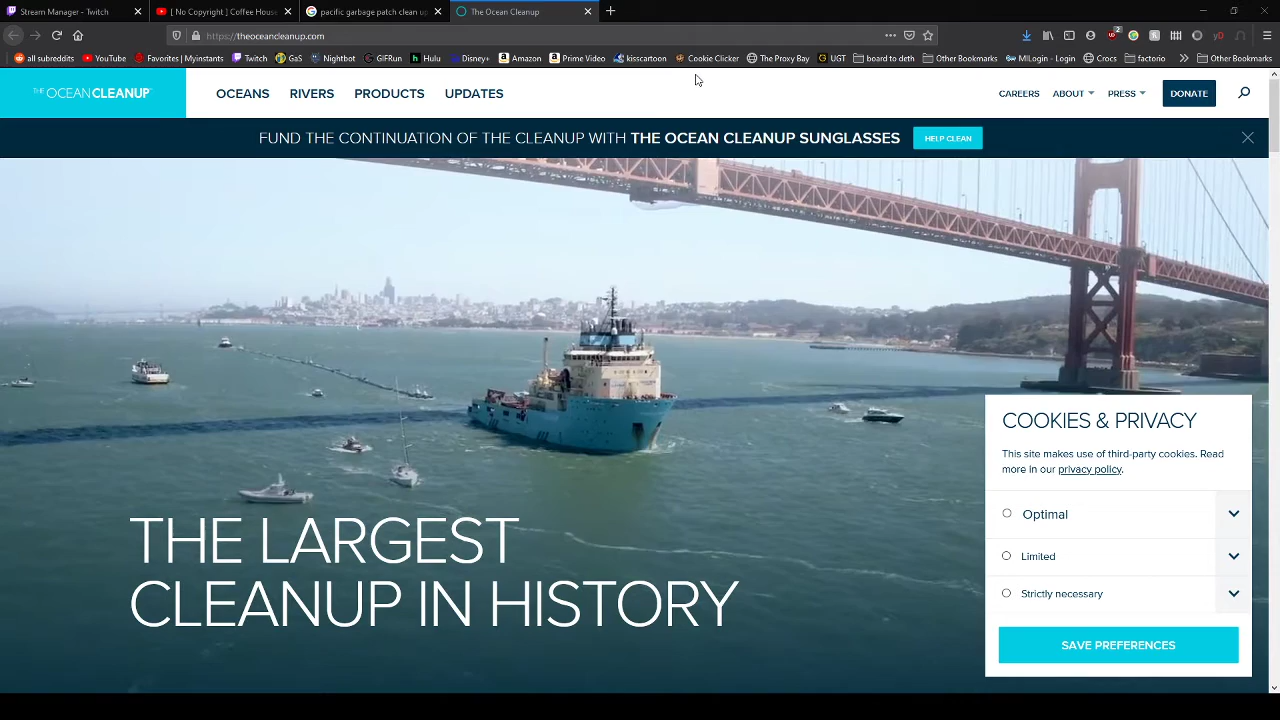 Stream Manager - Twitch
[ No Copyright ] Coffee House
pacific garbage patch clean up
The Ocean Cleanup
https://theoceancleanup.com
all subreddits
YouTube
Favorites | Myinstants
Twitch
GaS
Nightbot
GIFRun
Hulu
Disney+
Amazon
Prime Video
kisscartoon
Cookie Clicker
The Proxy Bay
UGT
board to deth
Other Bookmarks
MILogin - Login
Crocs
factorio
Other Bookmarks
THE OCEAN CLEANUP
OCEANS
RIVERS
PRODUCTS
UPDATES
CAREERS
ABOUT
PRESS
DONATE
FUND THE CONTINUATION OF THE CLEANUP WITH THE OCEAN CLEANUP SUNGLASSES
HELP CLEAN
THE LARGEST
CLEANUP IN HISTORY
COOKIES & PRIVACY
This site makes use of third-party cookies. Read
more in our privacy policy.
Optimal
Limited
Strictly necessary
SAVE PREFERENCES